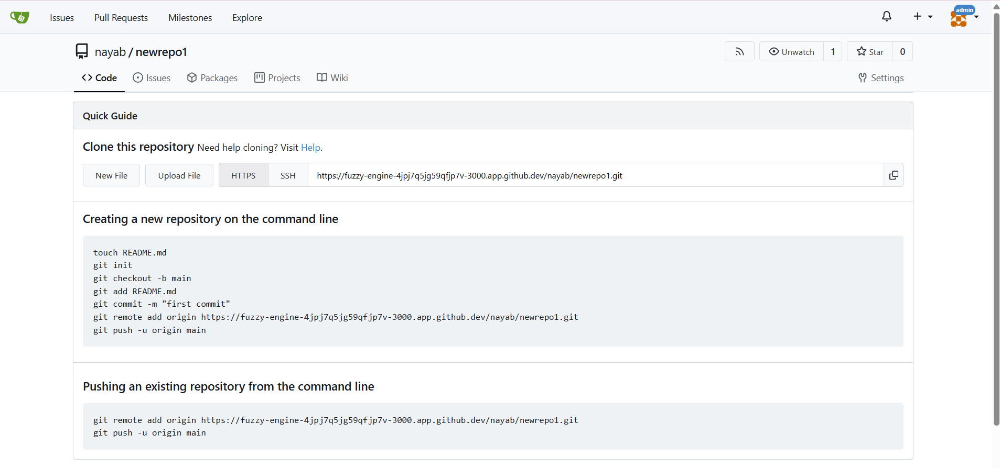 Issues Pull Requests Milestones Explore admin
nayab / newrepo1 Unwatch 1 Star 0
Code Issues Packages Projects Wiki Settings
Quick Guide
Clone this repository Need help cloning? Visit Help.
New File Upload File HTTPS SSH https://fuzzy-engine-4jpj7q5jg59qfjp7v-3000.app.github.dev/nayab/newrepo1.git
Creating a new repository on the command line
touch README.md
git init
git checkout -b main
git add README.md
git commit -m "first commit"
git remote add origin https://fuzzy-engine-4jpj7q5jg59qfjp7v-3000.app.github.dev/nayab/newrepo1.git
git push -u origin main
Pushing an existing repository from the command line
git remote add origin https://fuzzy-engine-4jpj7q5jg59qfjp7v-3000.app.github.dev/nayab/newrepo1.git
git push -u origin main